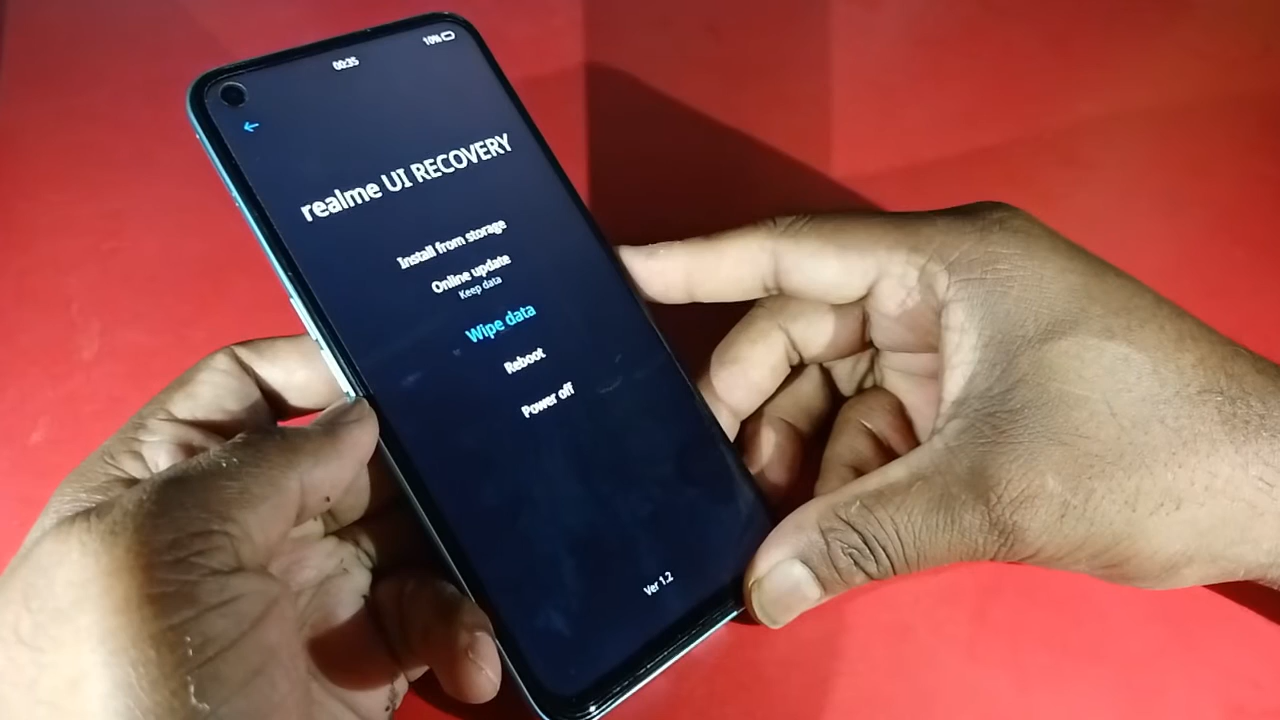 00:35
10%
realme UI RECOVERY
Install from storage
Online update
Keep data
Wipe data
Reboot
Power off
Ver 1.2